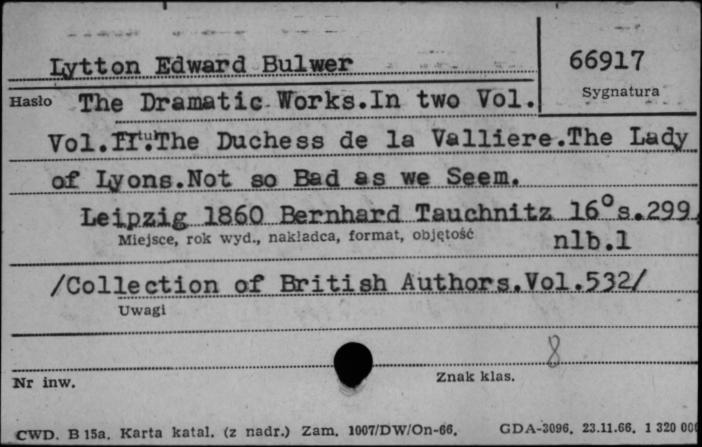 Lytton Edward Bulwer 66917
Hasło The Dramatic Works.In two Vol. Sygnatura
Vol.II.The Duchess de la Valliere.The Lady
of Lyons.Not so Bad as we Seem.
Leipzig 1860 Bernhard Tauchnitz 16°s.299,
Miejsce, rok wyd., nakładca, format, objętość nlb.1
/Collection of British Authors.Vol.532/
Uwagi
8
Nr inw. Znak klas.
CWD. B 15a. Karta katal. (z nadr.) Zam. 1007/DW/On-66. GDA-3096. 23.11.66. 1 320 000